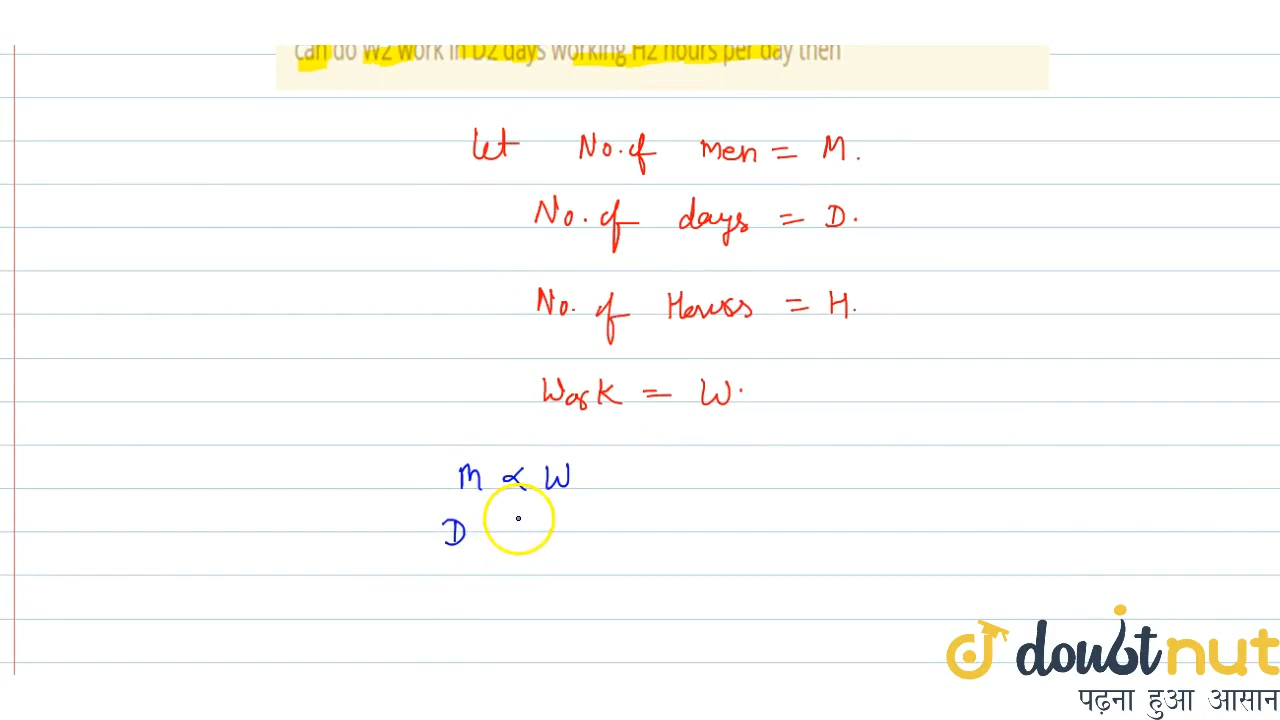 can do W2 work in D2 days working H2 hours per day then
Let No. of men = M.
No. of days = D.
No. of Hours = H.
Work = W.
M ∝ W
D
doubtnut
पढ़ना हुआ आसान